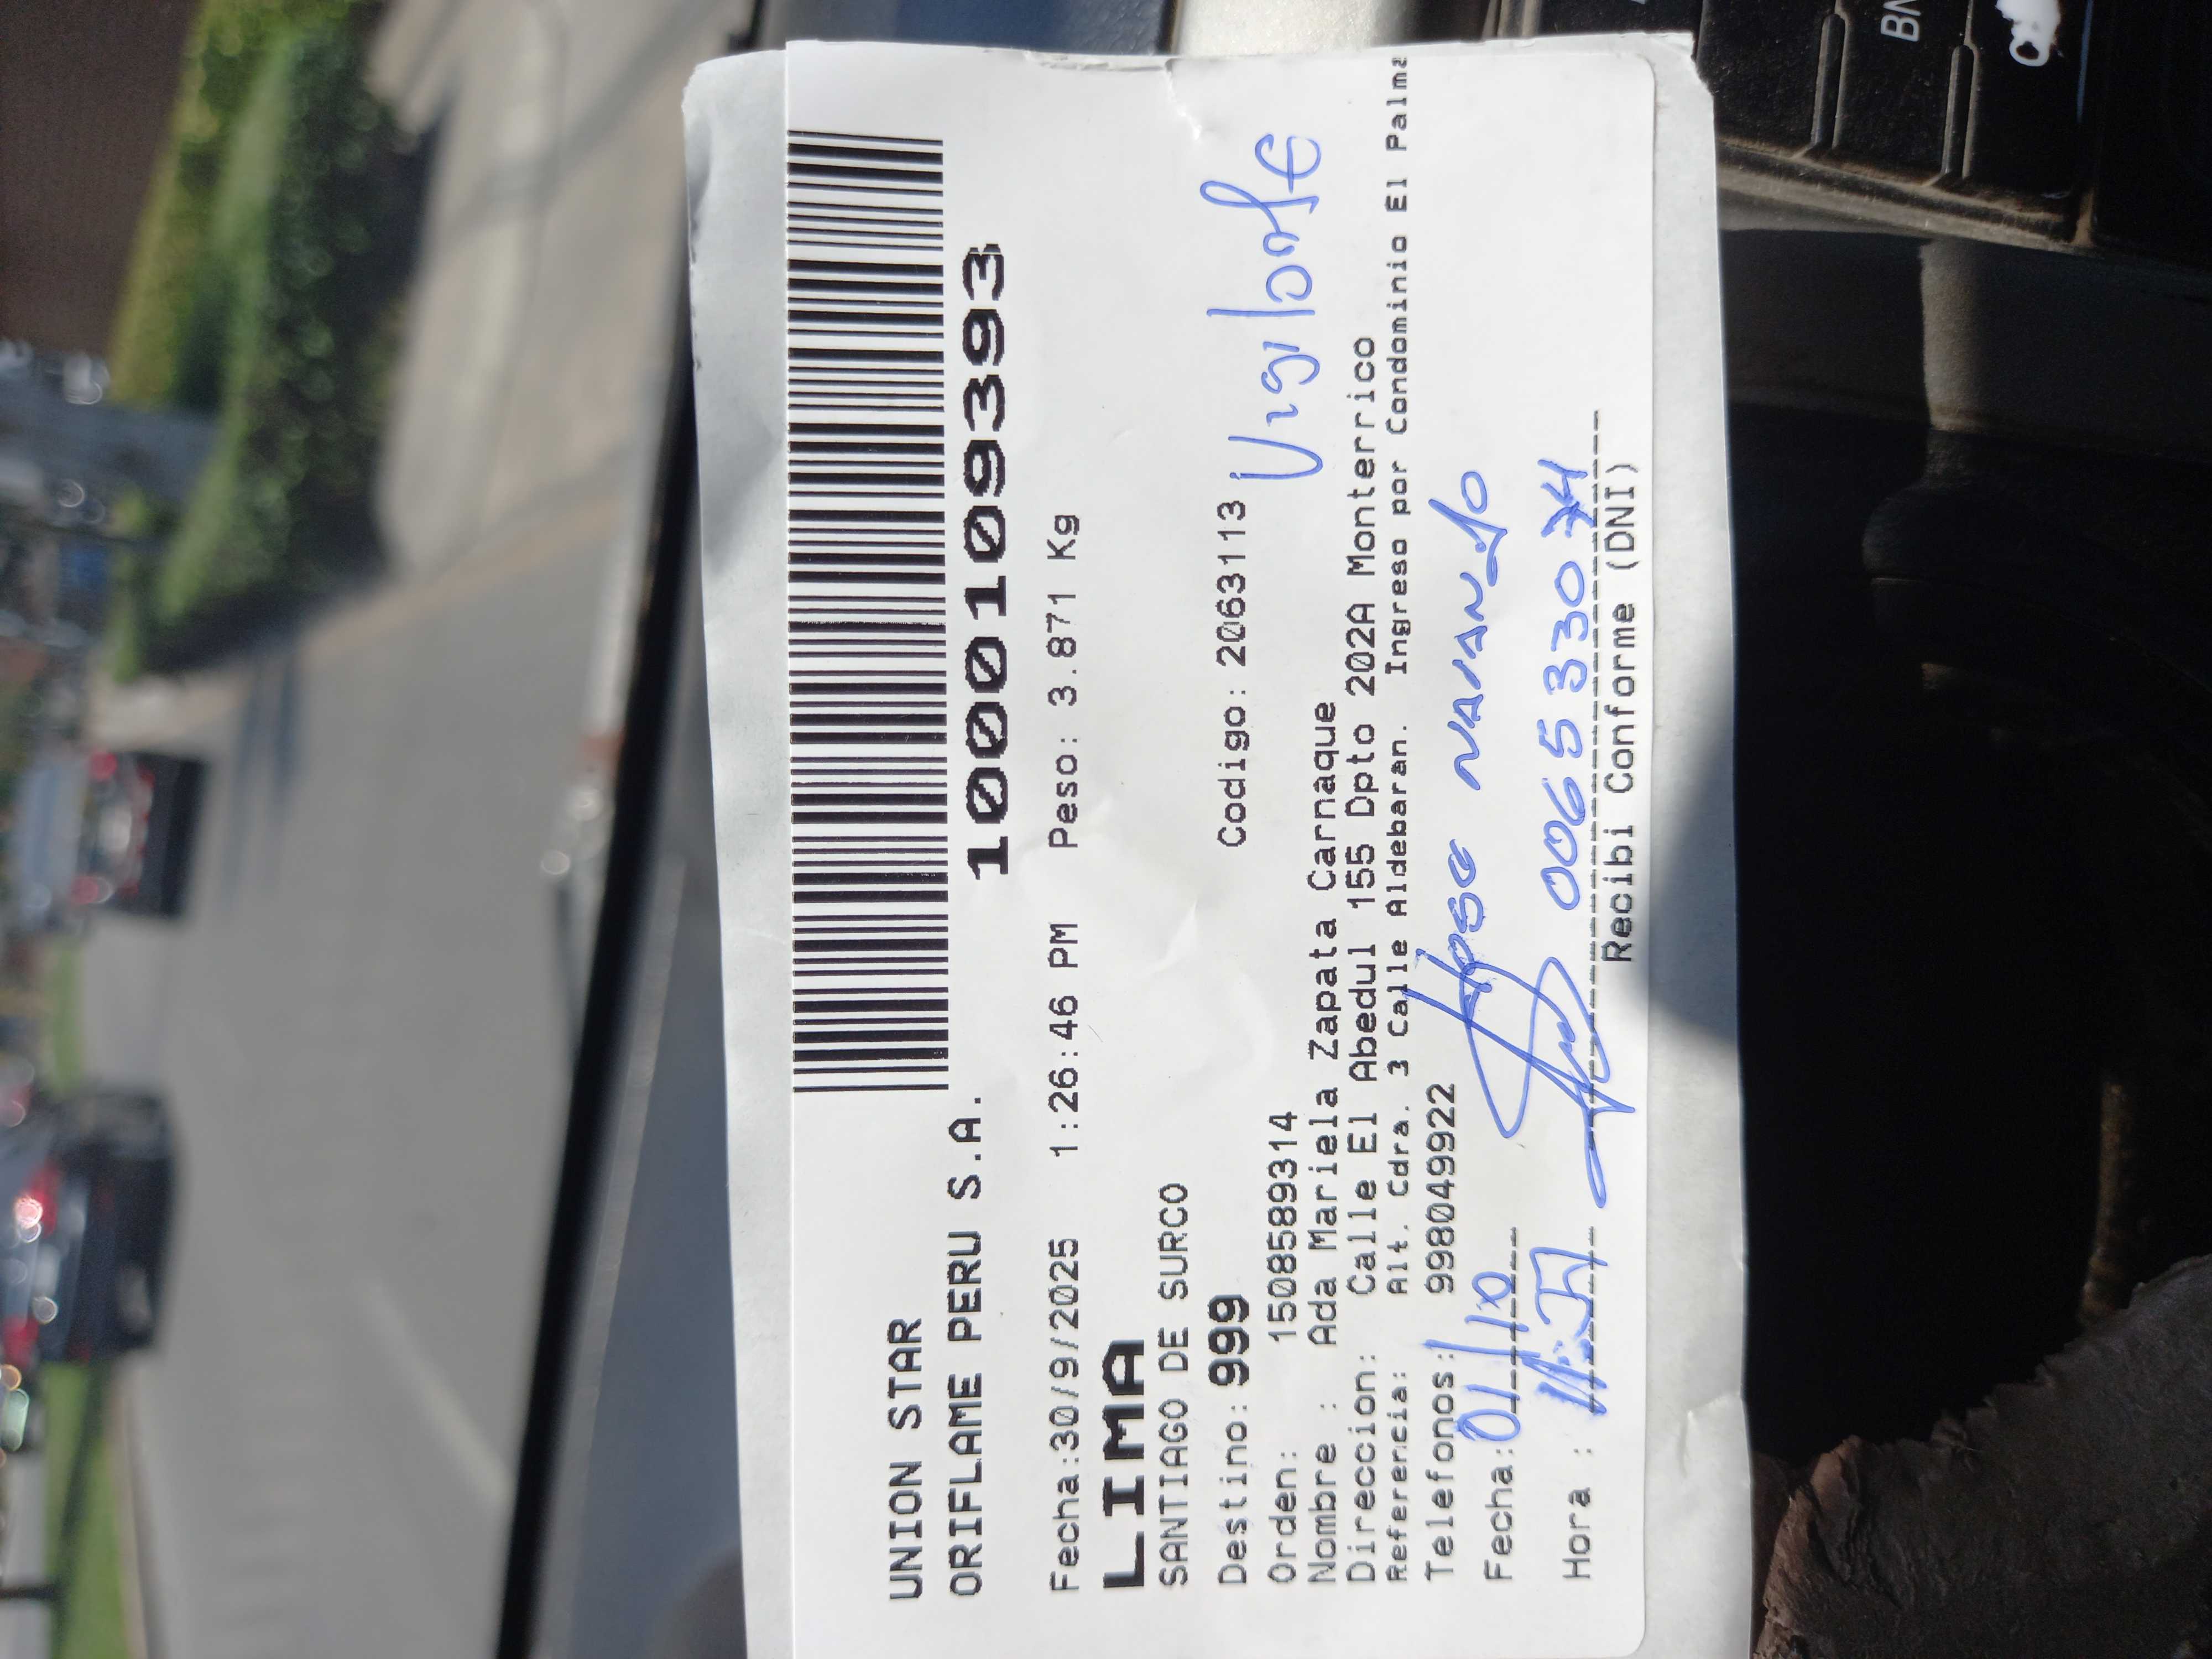 UNION STAR
ORIFLAME PERU S.A.
1000109393
Fecha:30/9/2025 1:26:46 PM Peso: 3.871 Kg
LIMA
SANTIAGO DE SURCO
Destino: 999 Codigo: 2063113
Vigilante
Orden: 15085589314
Nombre : Ada Mariela Zapata Carnaque
Direccion: Calle El Abedul 155 Dpto 202A Monterrico
Referencia: Alt. Cdra. 3 Calle Aldebaran. Ingreso por Condominio El Palma
Telefonos: 998049922
Fecha: 01/10
Hora :
006533074
Recibi Conforme (DNI)
BN